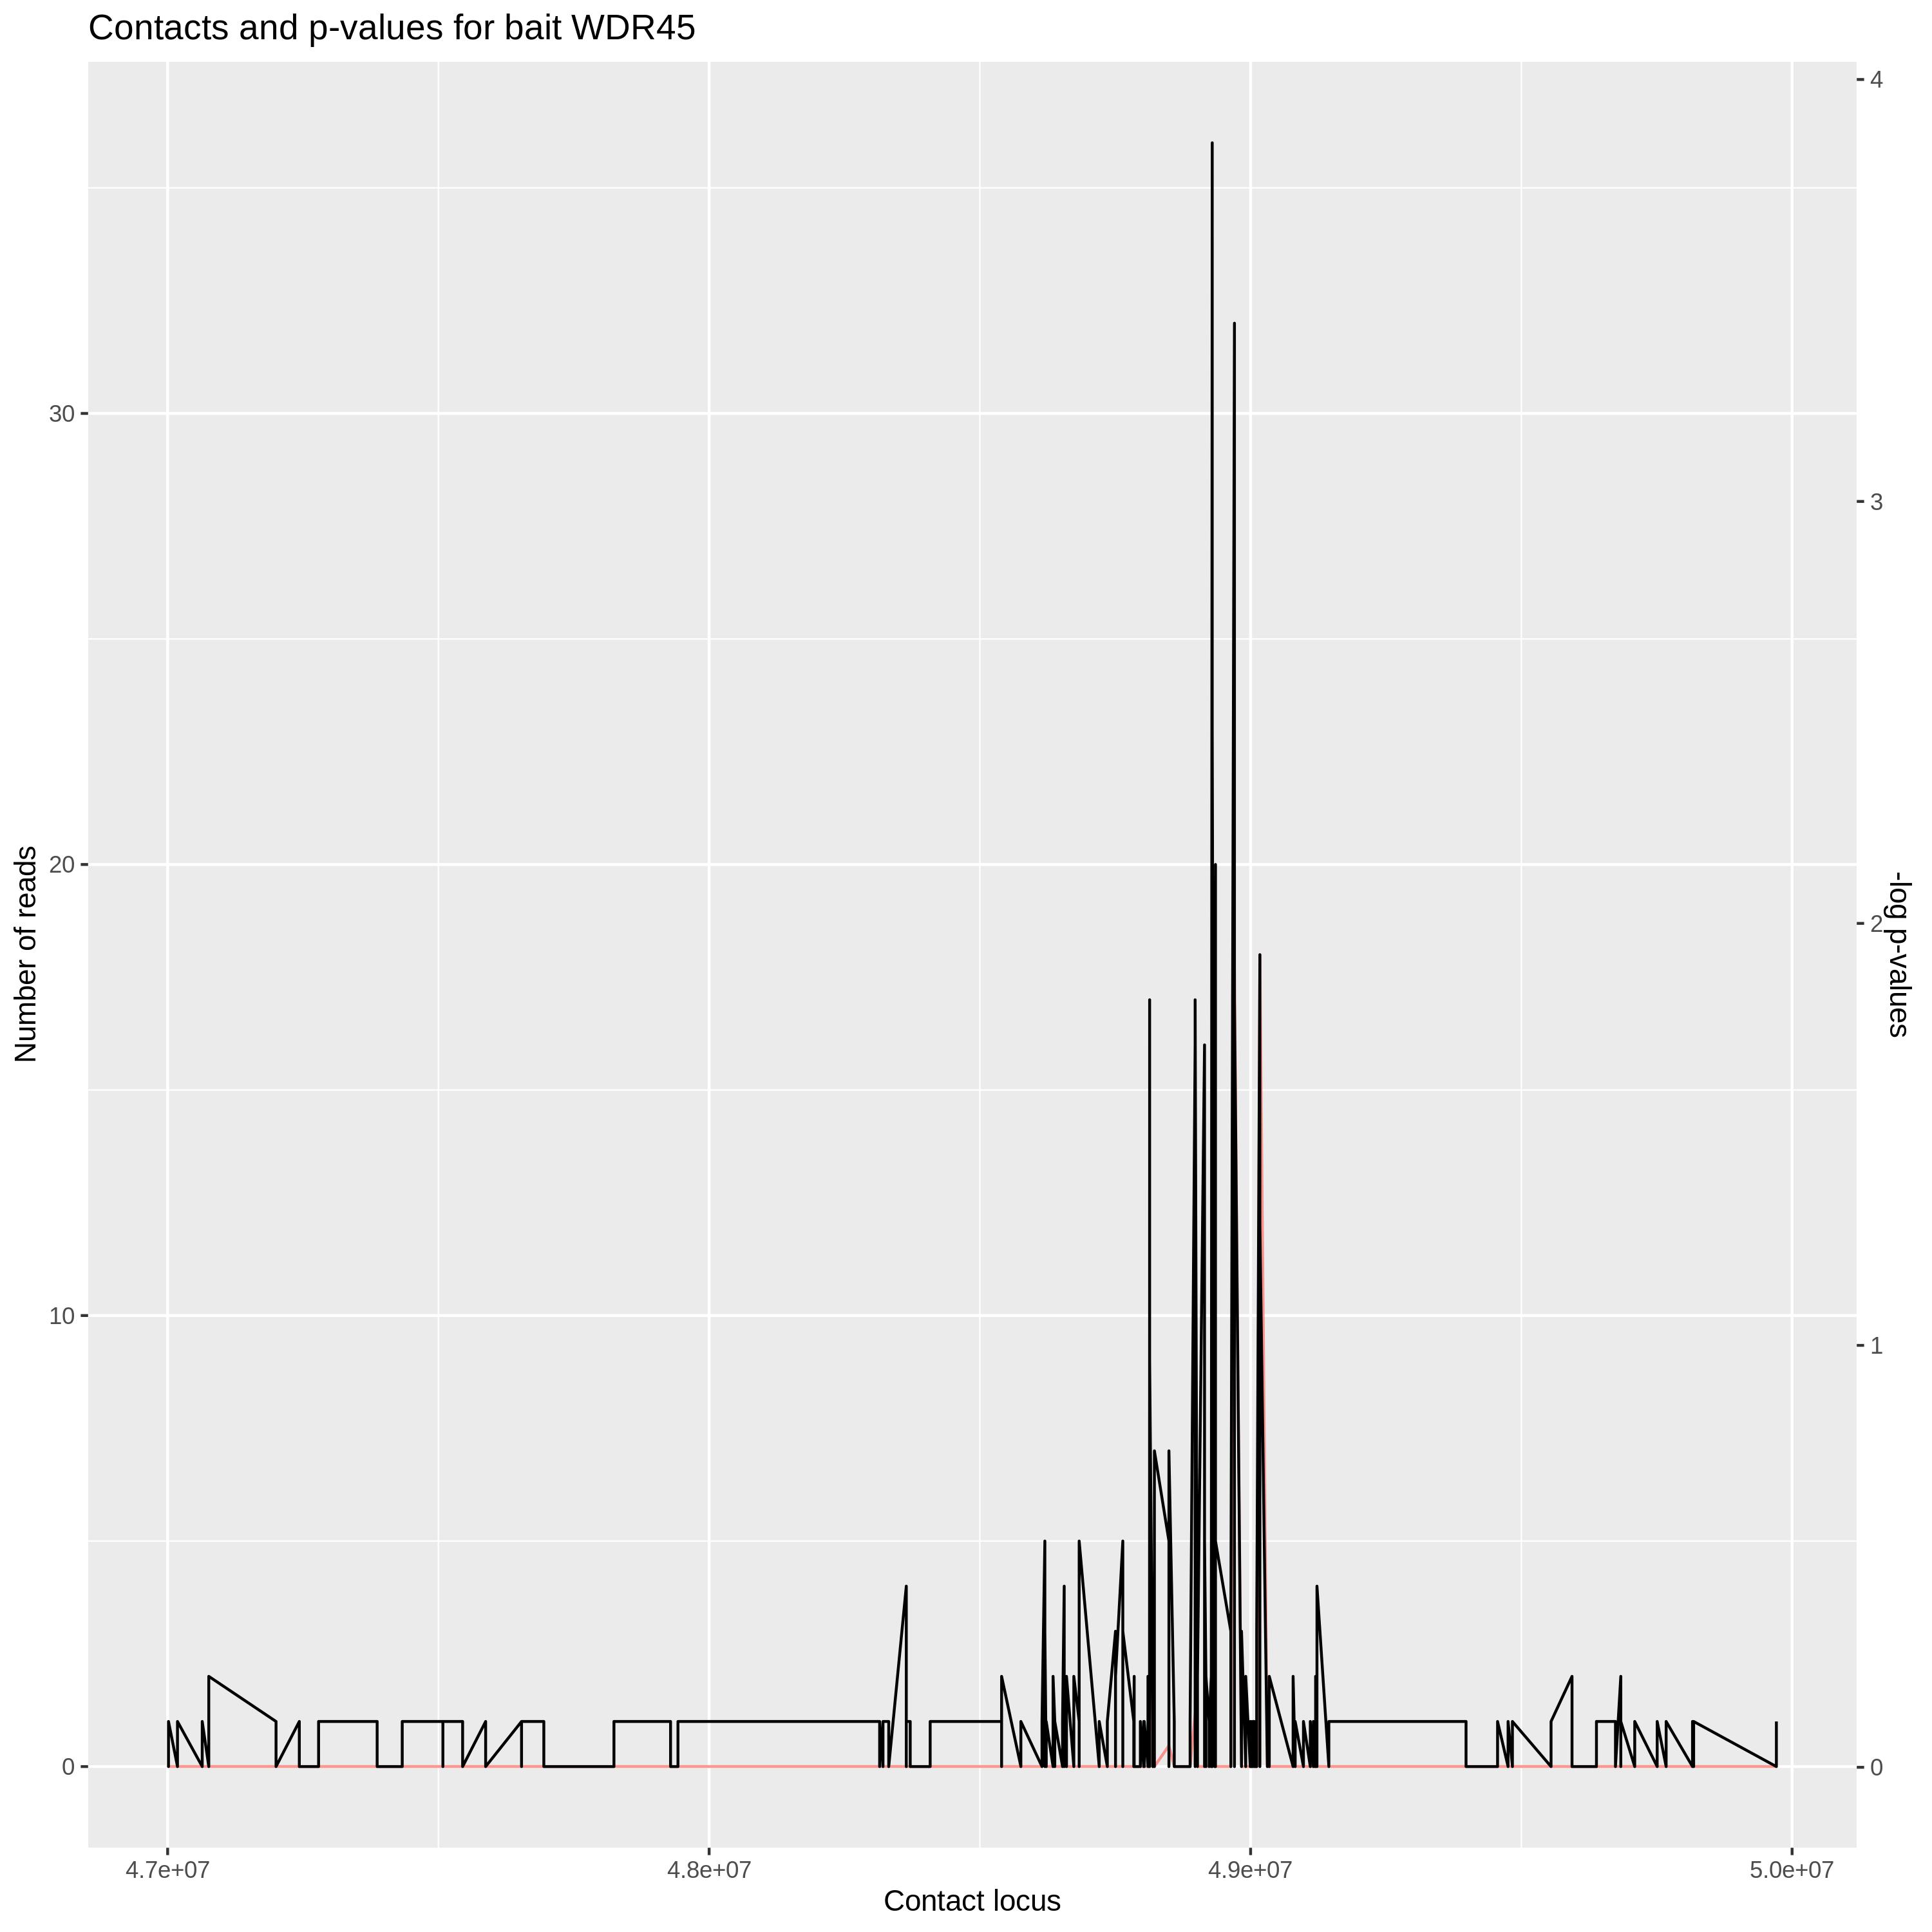 Contacts and p-values for bait WDR45
4
3
2
1
0
30
20
10
0
Number of reads
-log p-values
4.7e+07 4.8e+07 4.9e+07 5.0e+07
Contact locus